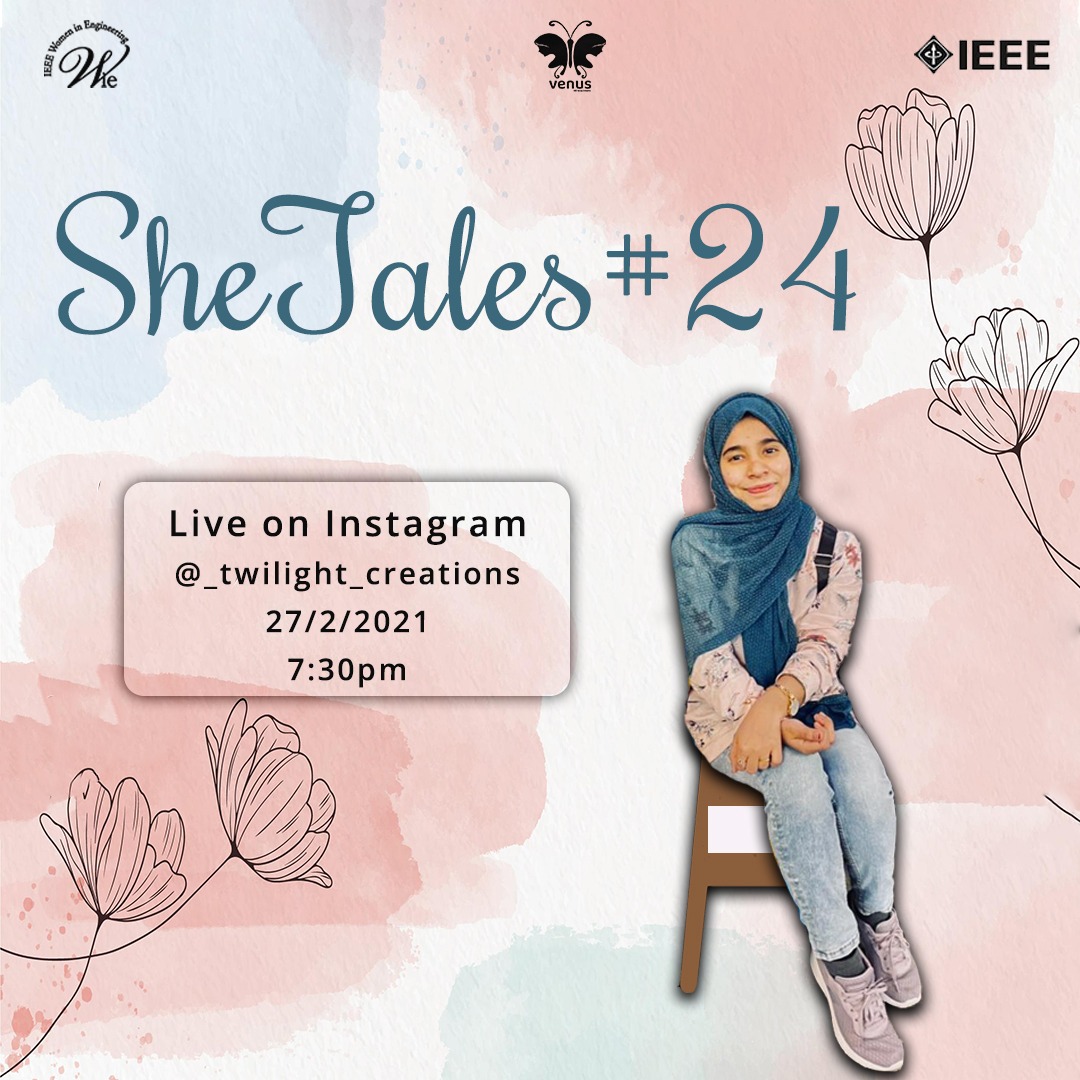 IEEE Women in Engineering
WIE
venus
IEEE
SheTales #24
Live on Instagram
@_twilight_creations
27/2/2021
7:30pm